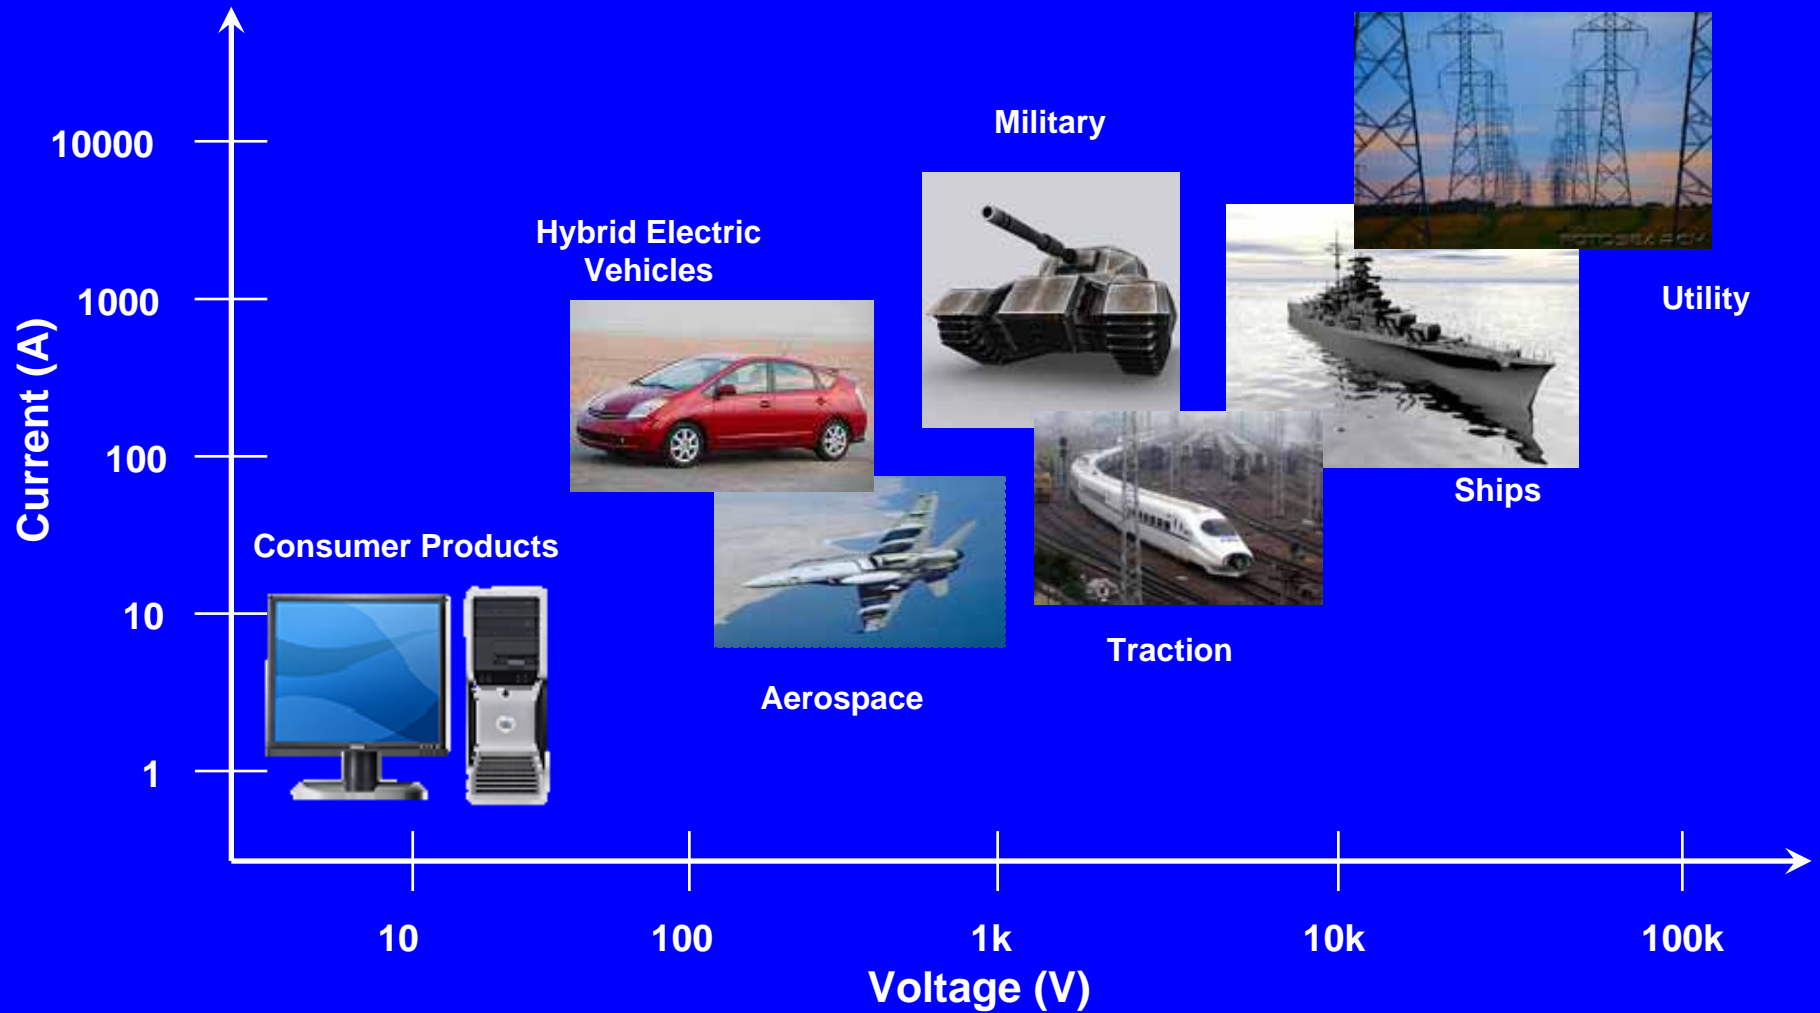 10000
Military
Hybrid Electric
Vehicles
1000
Utility
Current (A)
100
Ships
Consumer Products
10
Traction
Aerospace
1
10
100
1k
10k
100k
Voltage (V)